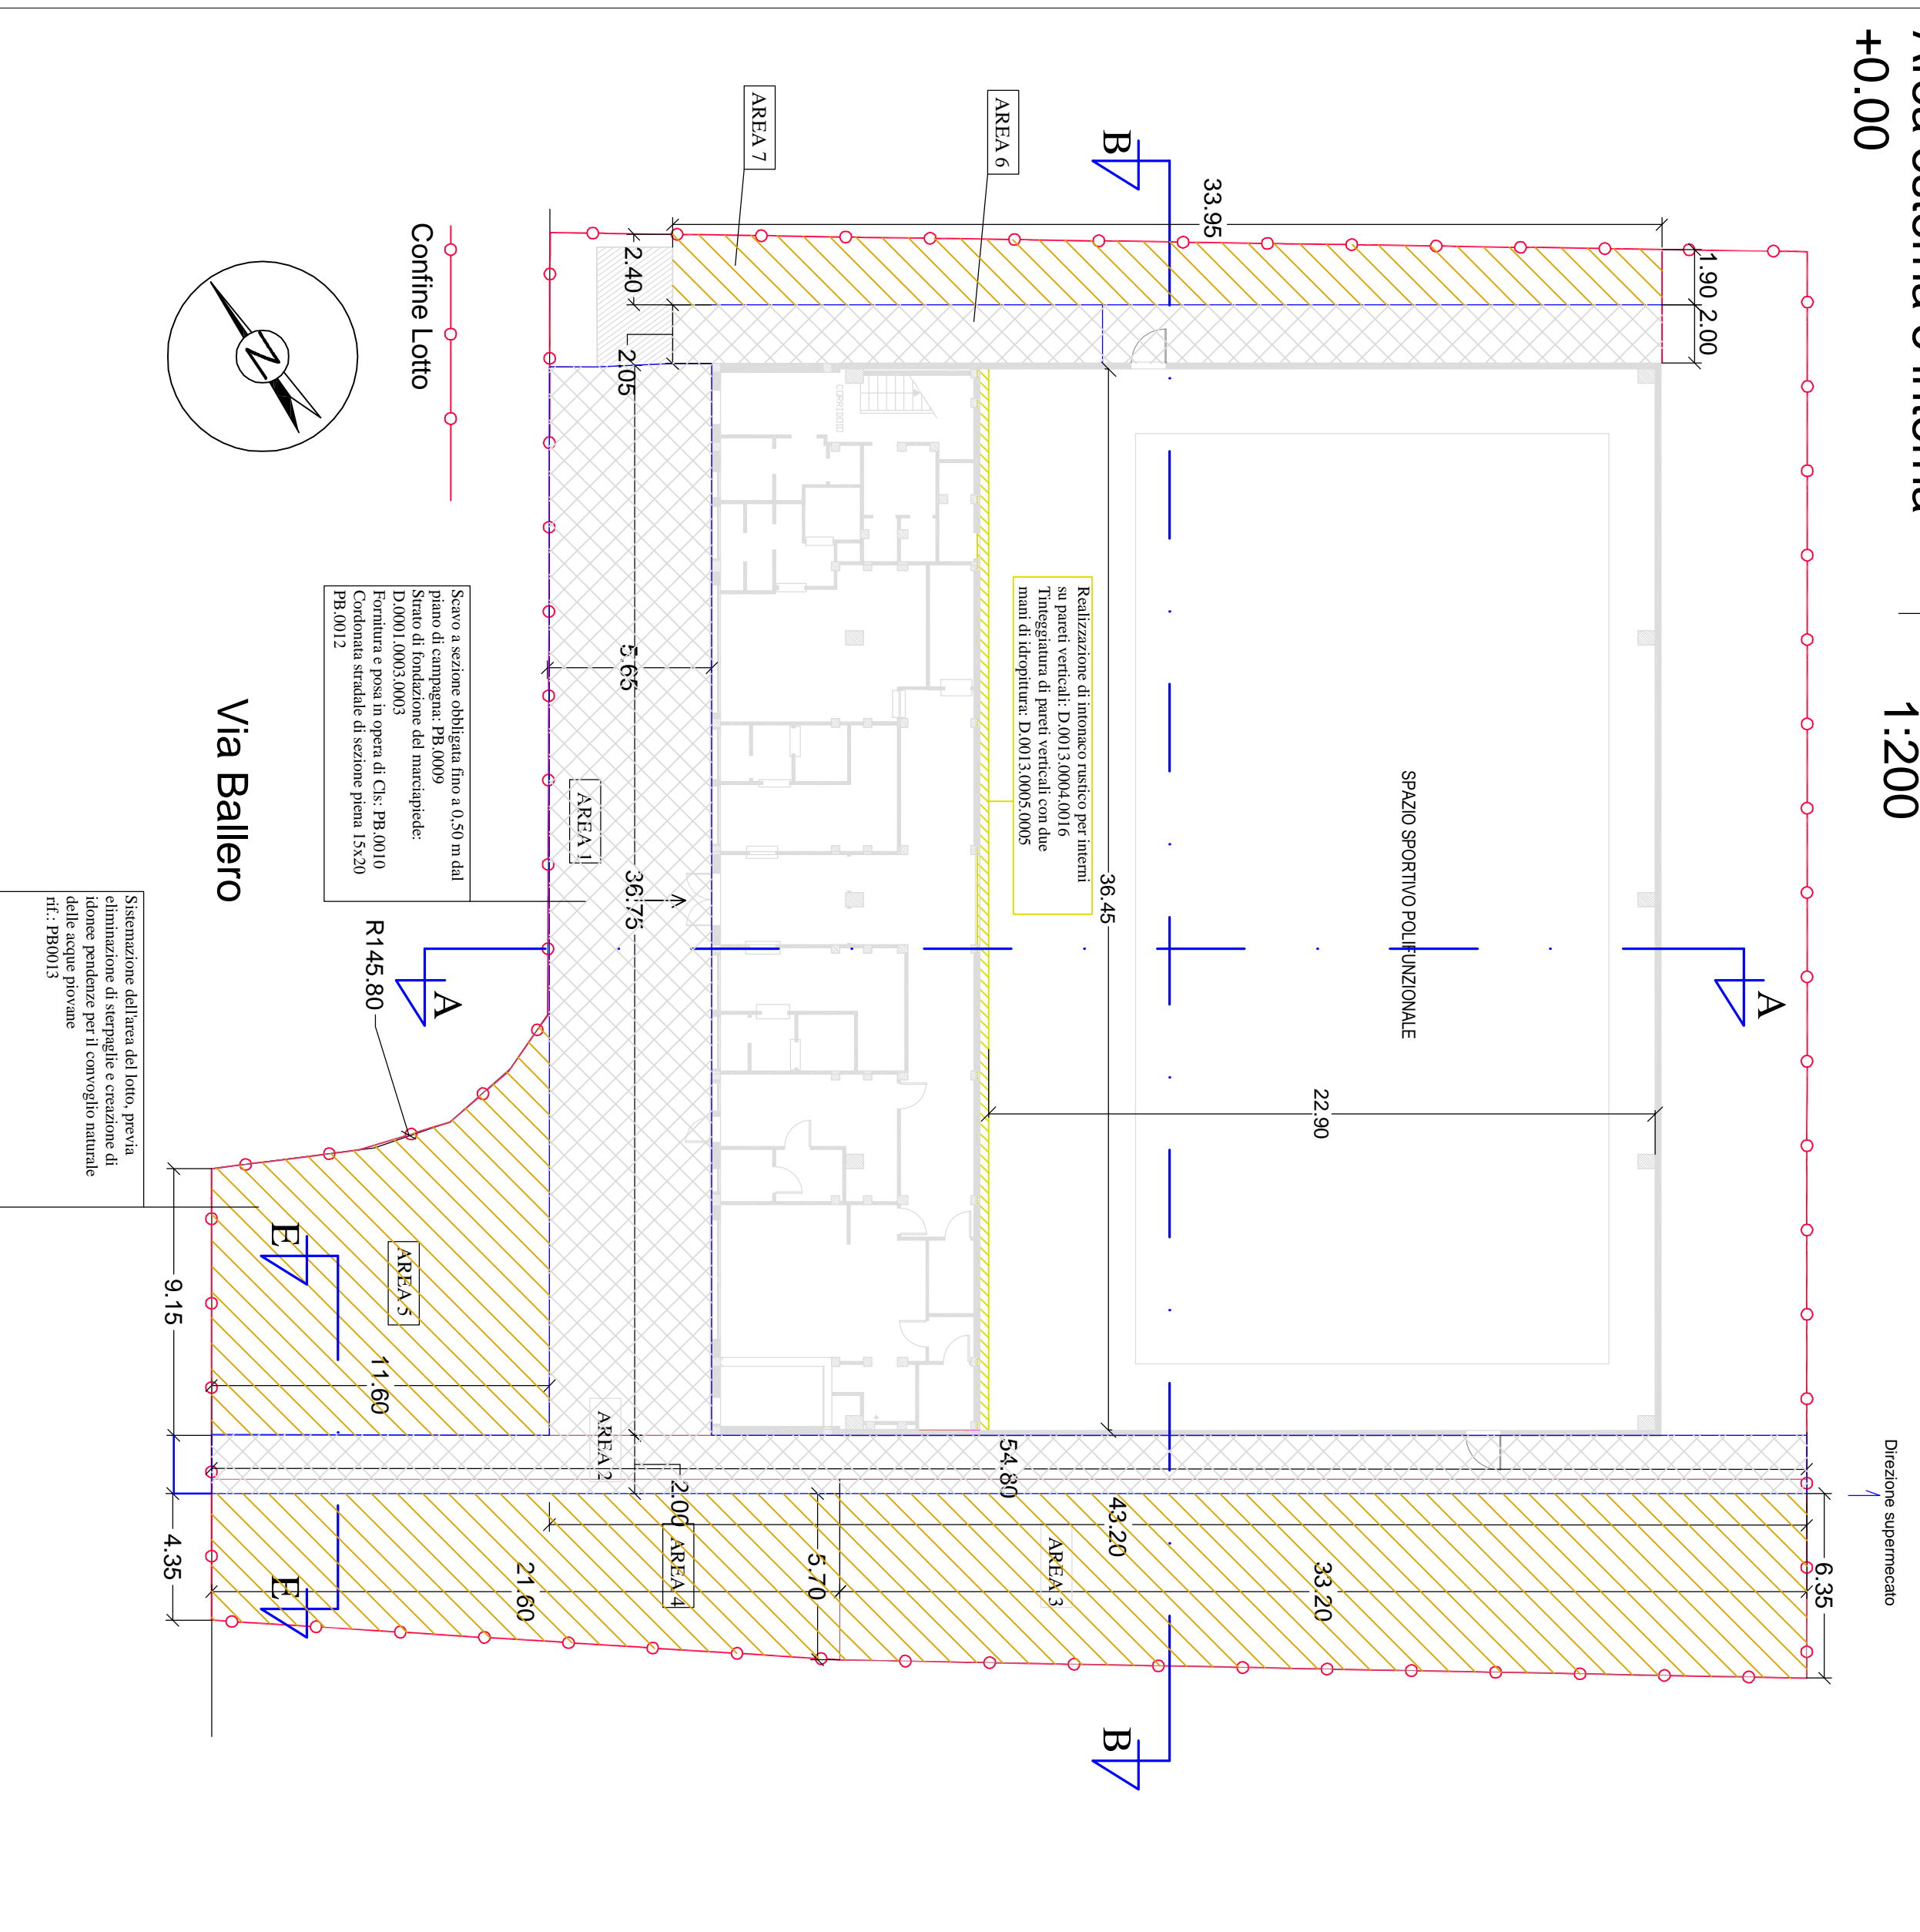 +0.00
1:200
AREA 7
AREA 6
B
33.95
1.90
2.00
2.40
2.05
Confine Lotto
N
CORRIDOIO
Realizzazione di intonaco rustico per interni
su pareti verticali: D.0013.0004.0016
Tinteggiatura di pareti verticali con due
mani di idropittura: D.0013.0005.0005
SPAZIO SPORTIVO POLIFUNZIONALE
36.45
22.90
5.65
36.75
AREA 1
Scavo a sezione obbligata fino a 0,50 m dal
piano di campagna: PB.0009
Strato di fondazione del marciapiede:
D.0001.0003.0003
Fornitura e posa in opera di Cls: PB.0010
Cordonata stradale di sezione piena 15x20
PB.0012
Via Ballero
R145.80
A
A
Sistemazione dell'area del lotto, previa
eliminazione di sterpaglie e creazione di
idonee pendenze per il convoglio naturale
delle acque piovane
rif.: PB0013
E
AREA 5
9.15
11.60
AREA 2
54.80
2.00
43.20
AREA 4
AREA 3
5.70
21.60
33.20
4.35
6.35
E
B
Direzione supermecato